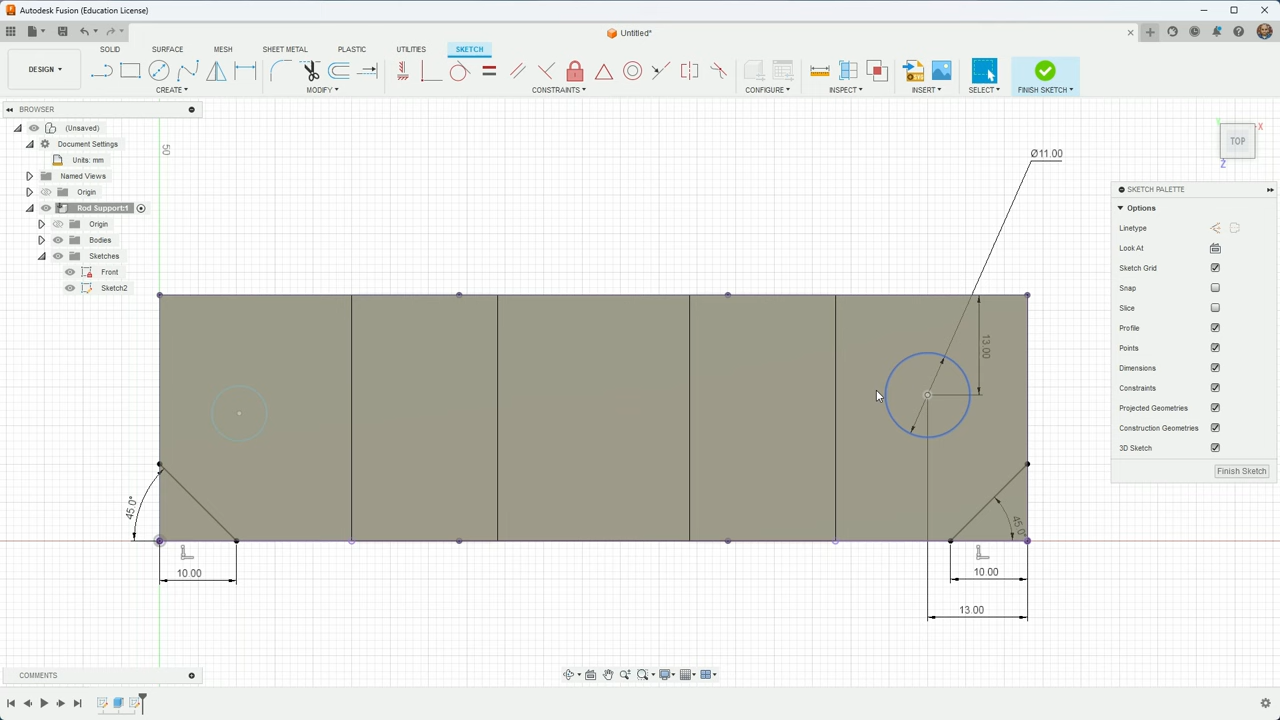 Autodesk Fusion (Education License)
Untitled*
SOLID SURFACE MESH SHEET METAL PLASTIC UTILITIES SKETCH
DESIGN
CREATE MODIFY CONSTRAINTS CONFIGURE INSPECT INSERT SELECT FINISH SKETCH
BROWSER
(Unsaved)
Document Settings
Units: mm
Named Views
Origin
Rod Support:1
Origin
Bodies
Sketches
Front
Sketch2
50
Ø11.00
13.00
45.0°
45.0°
10.00
10.00
13.00
TOP
X
Y
Z
SKETCH PALETTE
Options
Linetype
Look At
Sketch Grid
Snap
Slice
Profile
Points
Dimensions
Constraints
Projected Geometries
Construction Geometries
3D Sketch
Finish Sketch
COMMENTS